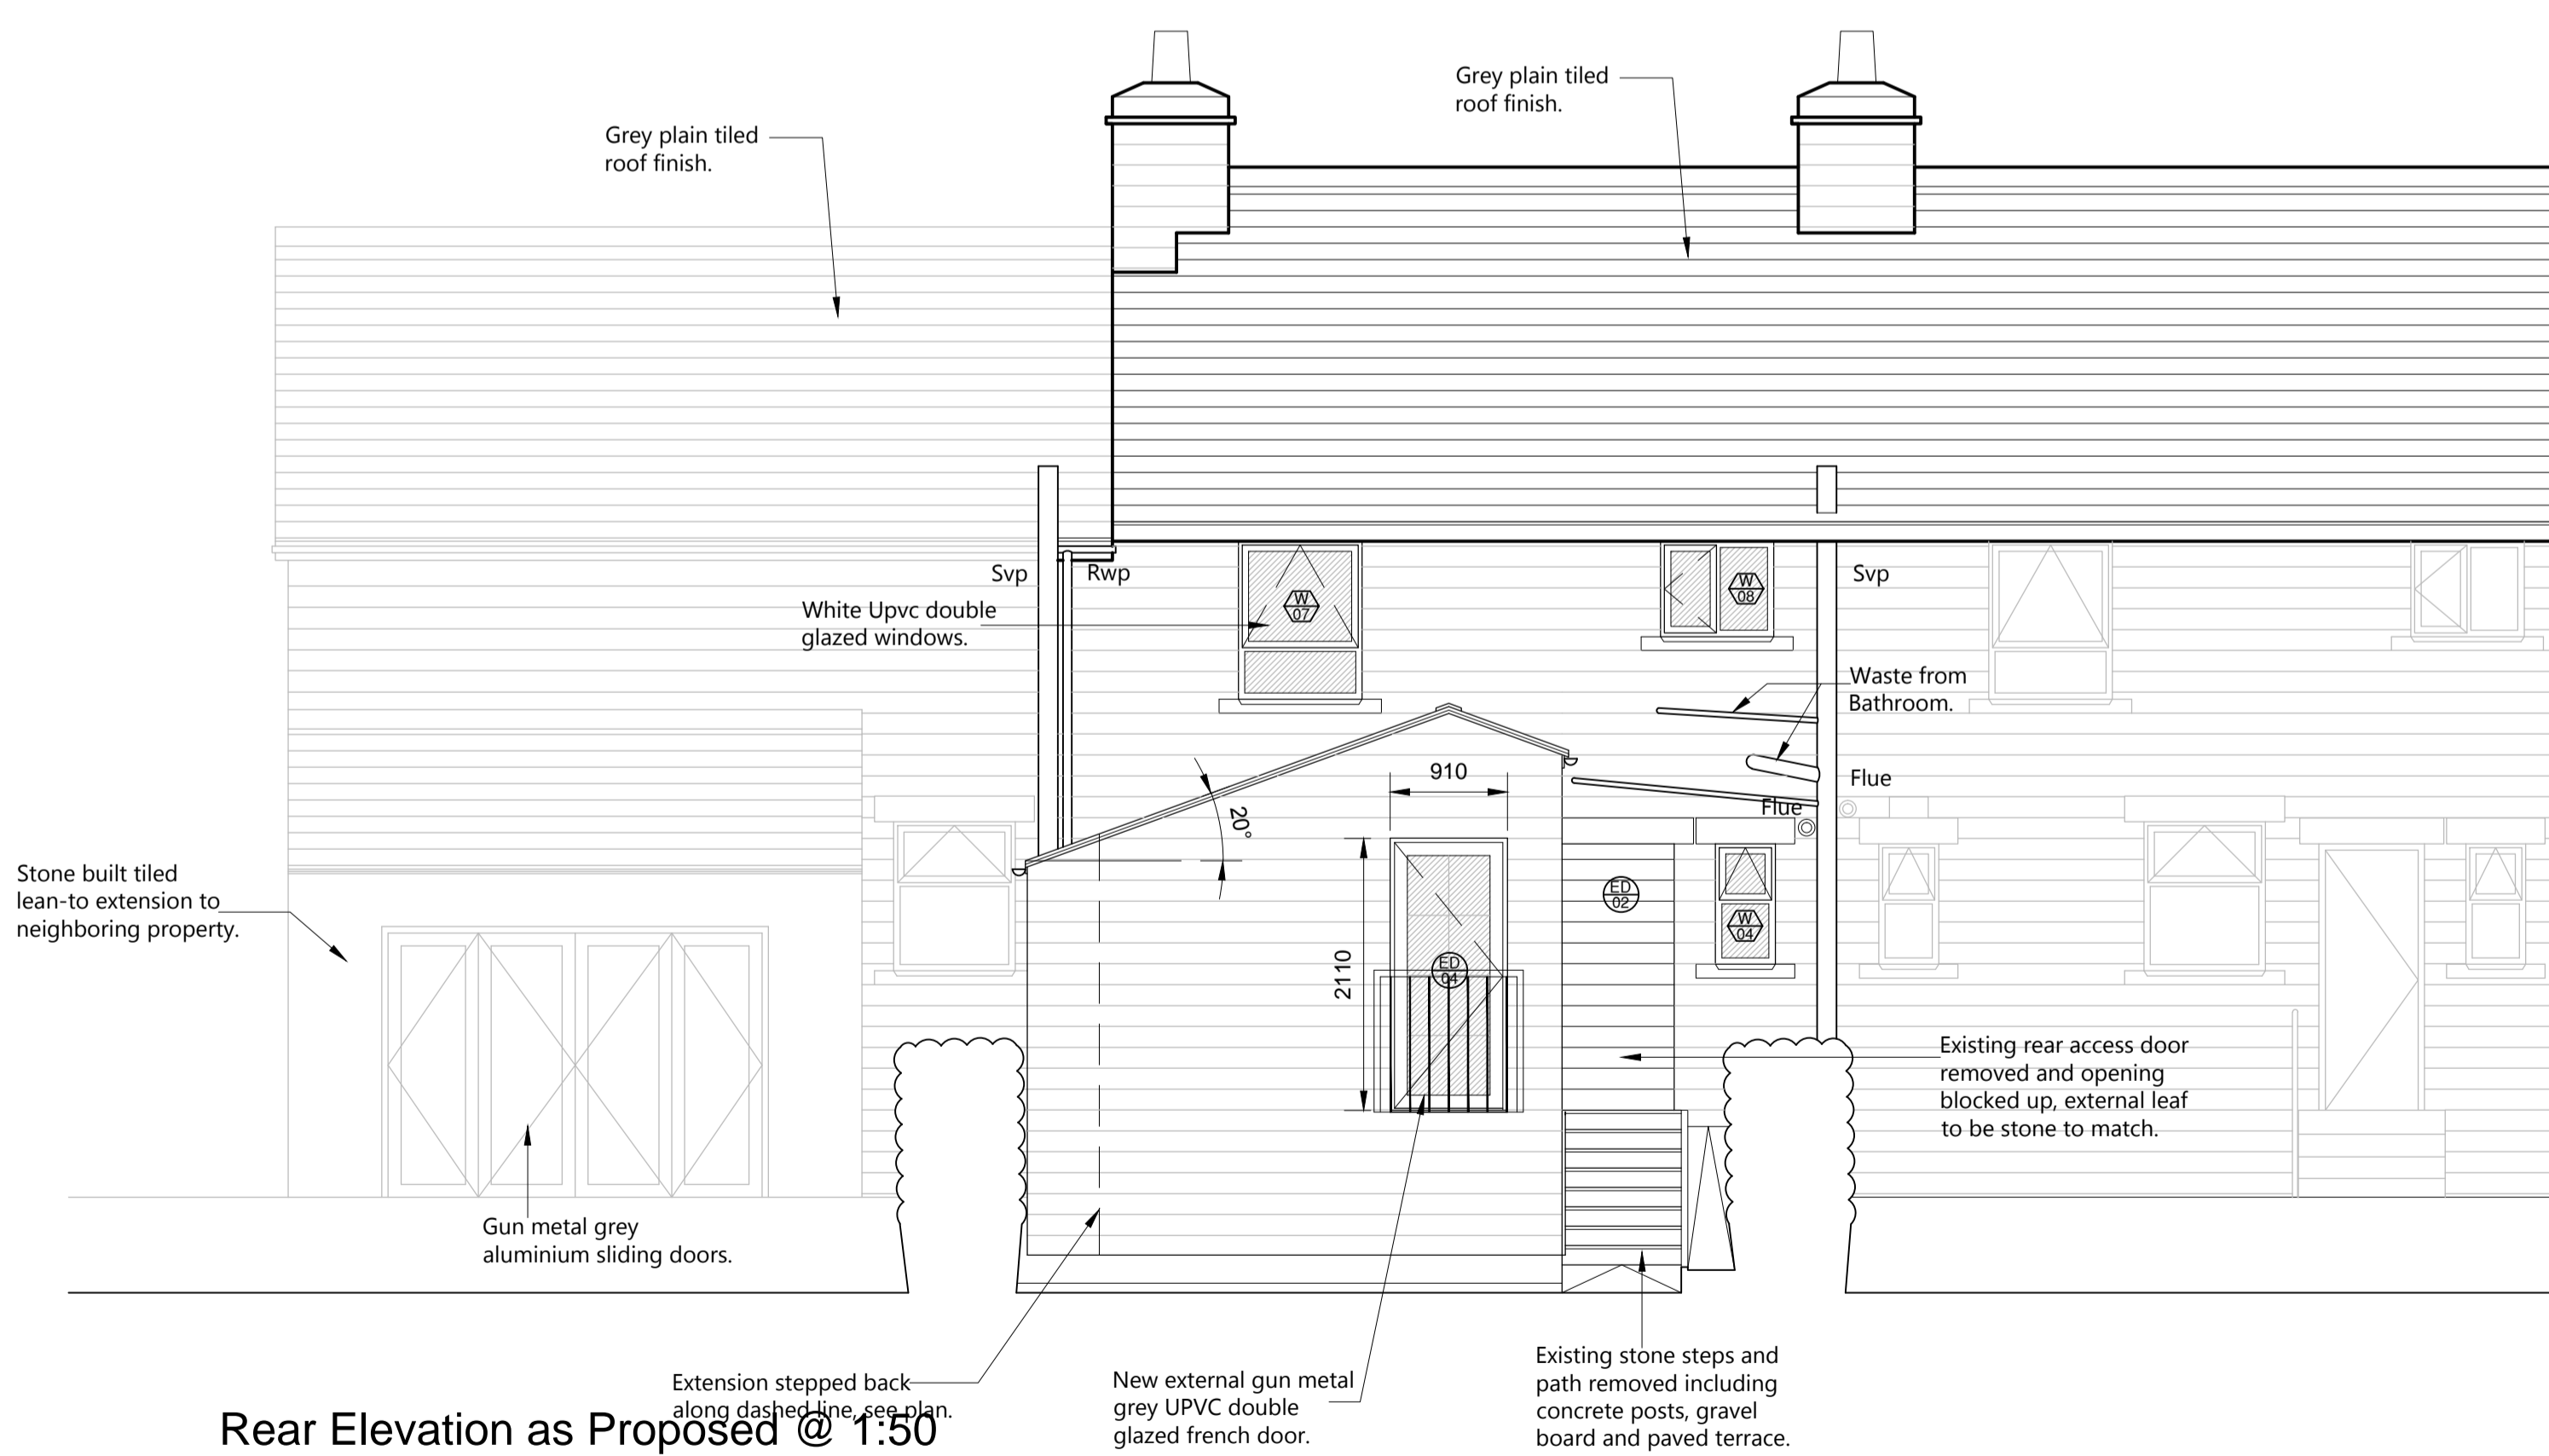 Grey plain tiled
roof finish.
Grey plain tiled
roof finish.
Svp
Rwp
Svp
White Upvc double
glazed windows.
W
07
W
08
Waste from
Bathroom.
Flue
Flue
910
20°
2110
ED
02
W
04
ED
04
Stone built tiled
lean-to extension to
neighboring property.
Existing rear access door
removed and opening
blocked up, external leaf
to be stone to match.
Gun metal grey
aluminium sliding doors.
Extension stepped back
along dashed line, see plan.
New external gun metal
grey UPVC double
glazed french door.
Existing stone steps and
path removed including
concrete posts, gravel
board and paved terrace.
Rear Elevation as Proposed @ 1:50